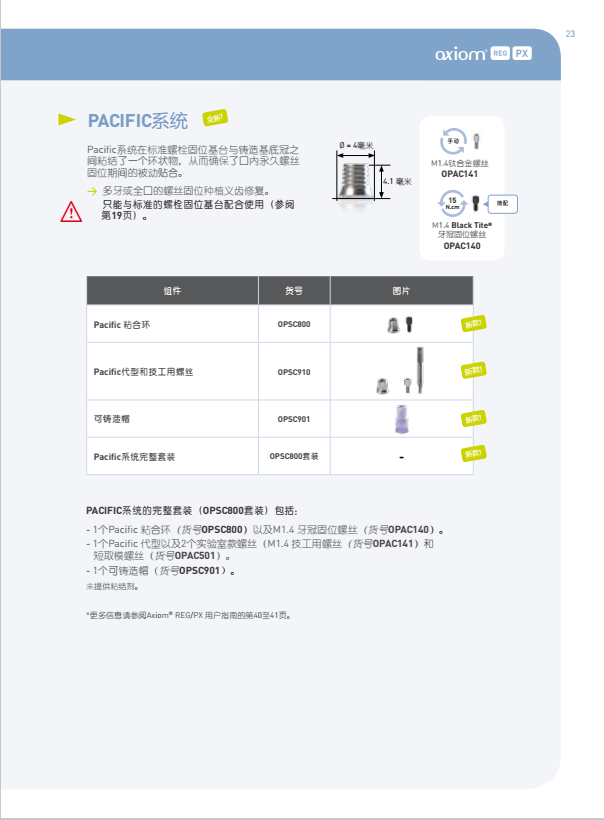 23
axiom® REG PX
PACIFIC系统 全新!
Pacific系统在标准螺栓固位基台与铸造基底冠之
间粘结了一个环状物，从而确保了口内永久螺丝
固位期间的被动贴合。
多牙或全口的螺丝固位种植义齿修复。
只能与标准的螺栓固位基台配合使用（参阅
第19页）。
Ø = 4毫米
4.1 毫米
手动
M1.4钛合金螺丝
OPAC141
15
N.cm
随配
M1.4 Black Tite®
牙冠固位螺丝
OPAC140
组件 货号 图片
Pacific 粘合环 OPSC800 新款!
Pacific代型和技工用螺丝 OPSC910 新款!
可铸造帽 OPSC901 新款!
Pacific系统完整套装 OPSC800套装 - 新款!
PACIFIC系统的完整套装（OPSC800套装）包括：
- 1个Pacific 粘合环（货号OPSC800）以及M1.4 牙冠固位螺丝（货号OPAC140）。
- 1个Pacific 代型以及2个实验室款螺丝（M1.4 技工用螺丝（货号OPAC141）和
短取模螺丝（货号OPAC501）。
- 1个可铸造帽（货号OPSC901）。
未提供粘结剂。
*更多信息请参阅Axiom® REG/PX 用户指南的第40至41页。